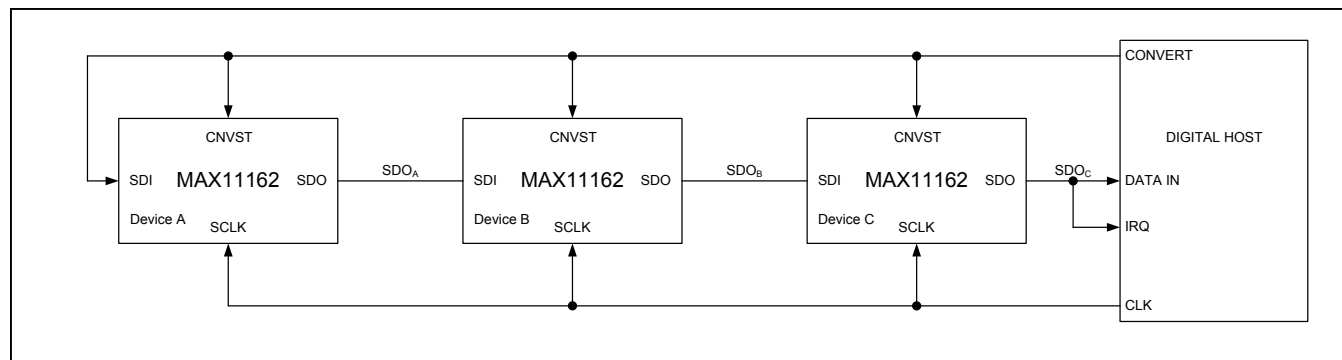 CONVERT
CNVST
CNVST
CNVST
DIGITAL HOST
SDI MAX11162 SDO
SDOA
SDI MAX11162 SDO
SDOB
SDI MAX11162 SDO
SDOC
DATA IN
Device A
SCLK
Device B
SCLK
Device C
SCLK
IRQ
CLK